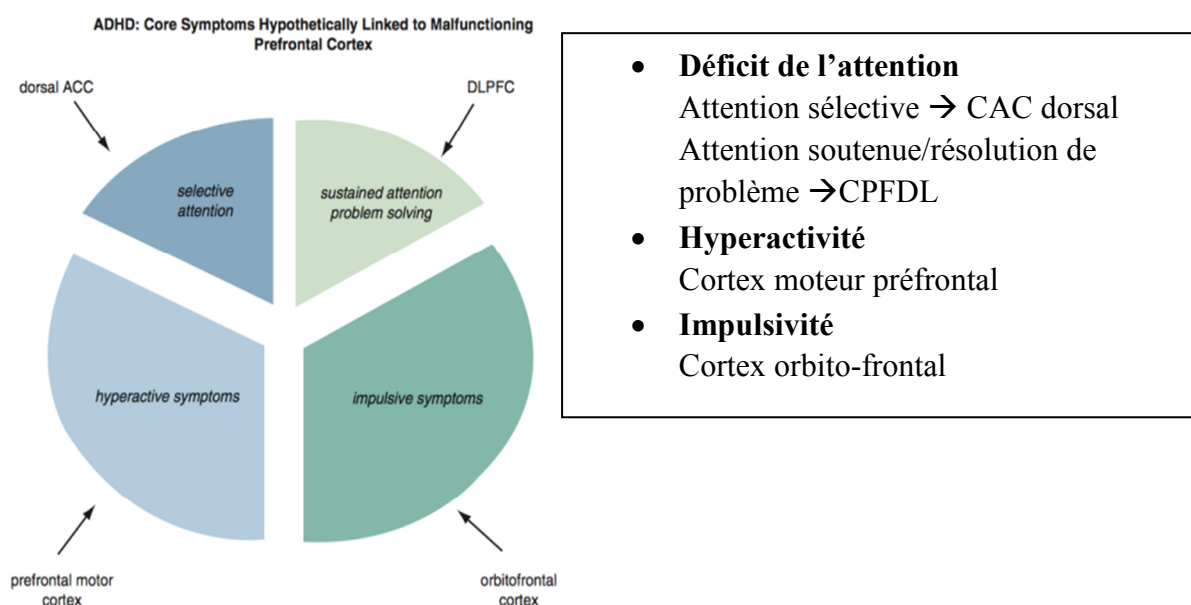 ADHD: Core Symptoms Hypothetically Linked to Malfunctioning
Prefrontal Cortex
dorsal ACC
DLPFC
selective
attention
sustained attention
problem solving
hyperactive symptoms
impulsive symptoms
prefrontal motor
cortex
orbitofrontal
cortex
• Déficit de l'attention
Attention sélective → CAC dorsal
Attention soutenue/résolution de
problème →CPFDL
• Hyperactivité
Cortex moteur préfrontal
• Impulsivité
Cortex orbito-frontal